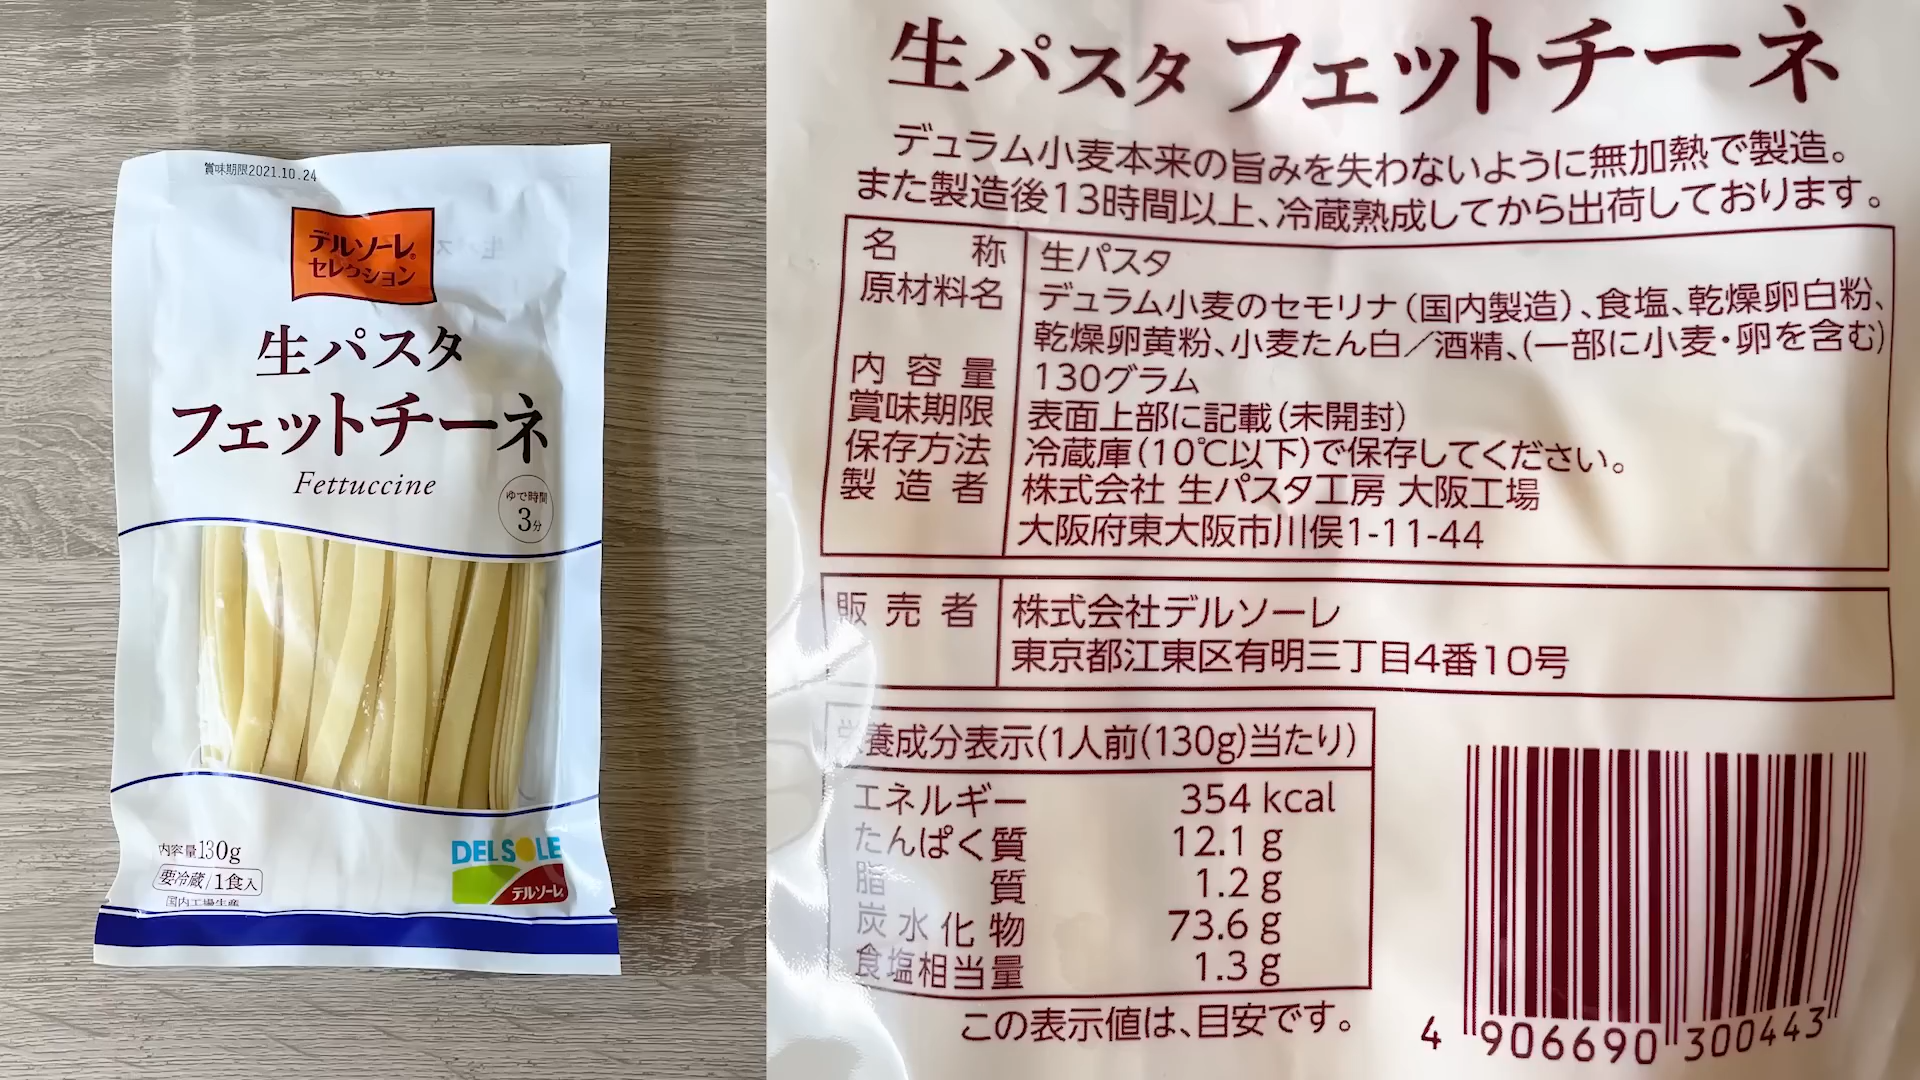 賞味期限2021.10.24
デルソーレ®
セレクション
生パスタ
フェットチーネ
Fettuccine
ゆで時間
3分
内容量130g
要冷蔵/1食入
国内工場生産
DELSOLE
デルソーレ
生パスタ フェットチーネ
デュラム小麦本来の旨みを失わないように無加熱で製造。
また製造後13時間以上、冷蔵熟成してから出荷しております。
名称 生パスタ
原材料名 デュラム小麦のセモリナ(国内製造)、食塩、乾燥卵白粉、
乾燥卵黄粉、小麦たん白/酒精、(一部に小麦・卵を含む)
内容量 130グラム
賞味期限 表面上部に記載(未開封)
保存方法 冷蔵庫(10℃以下)で保存してください。
製造者 株式会社 生パスタ工房 大阪工場
大阪府東大阪市川俣1-11-44
販売者 株式会社デルソーレ
東京都江東区有明三丁目4番10号
栄養成分表示(1人前(130g)当たり)
エネルギー 354 kcal
たんぱく質 12.1 g
脂質 1.2 g
炭水化物 73.6 g
食塩相当量 1.3 g
この表示値は、目安です。
4 906690 300443